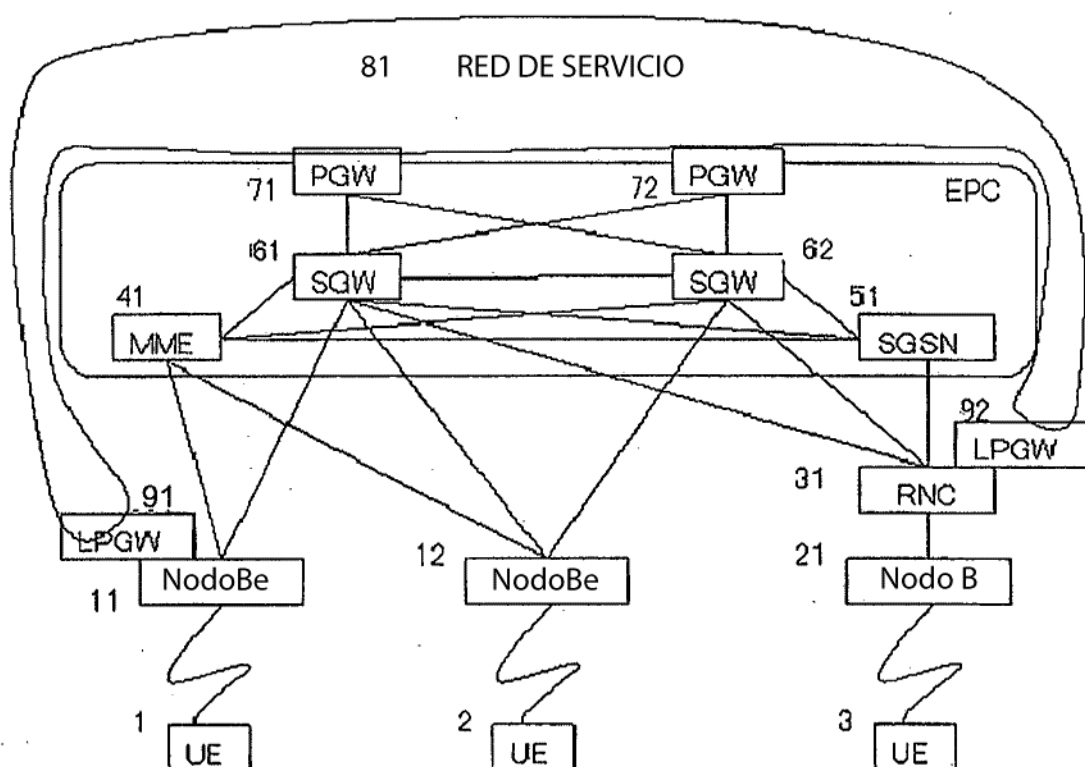 81 RED DE SERVICIO
71 PGW 72 PGW EPC
61 SGW SGW 62
41 MME 51 SGSN
92 LPGW
31 RNC
91 LPGW
11 NodoBe 12 NodoBe 21 Nodo B
1 UE 2 UE 3 UE